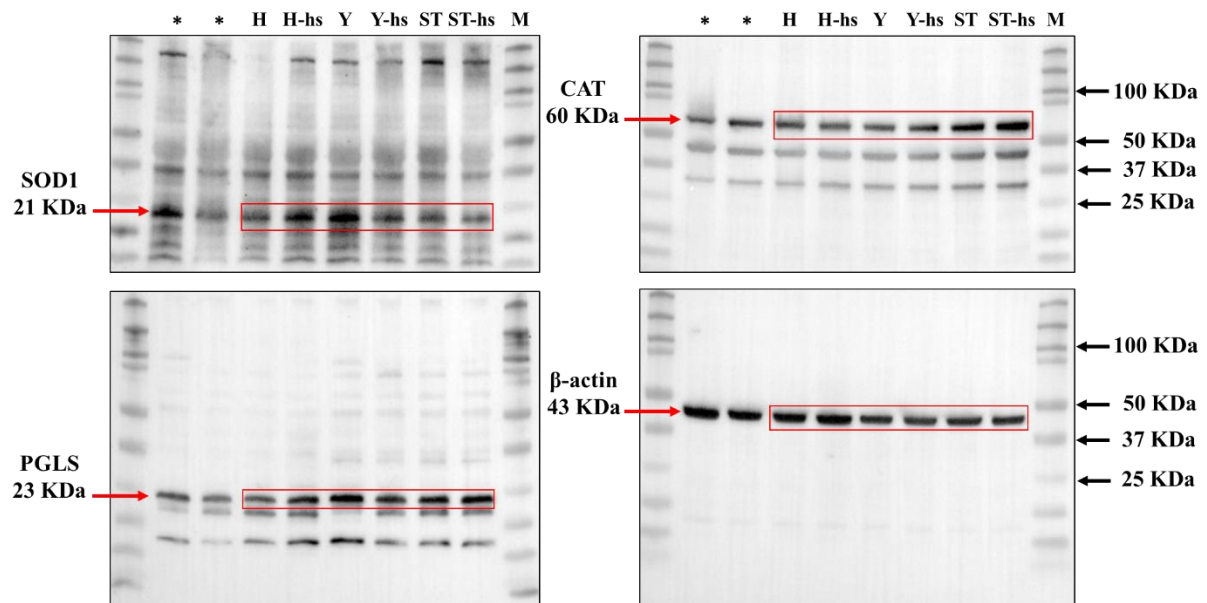 * * H H-hs Y Y-hs ST ST-hs M
* * H H-hs Y Y-hs ST ST-hs M
SOD1
21 KDa
CAT
60 KDa
100 KDa
50 KDa
37 KDa
25 KDa
PGLS
23 KDa
β-actin
43 KDa
100 KDa
50 KDa
37 KDa
25 KDa